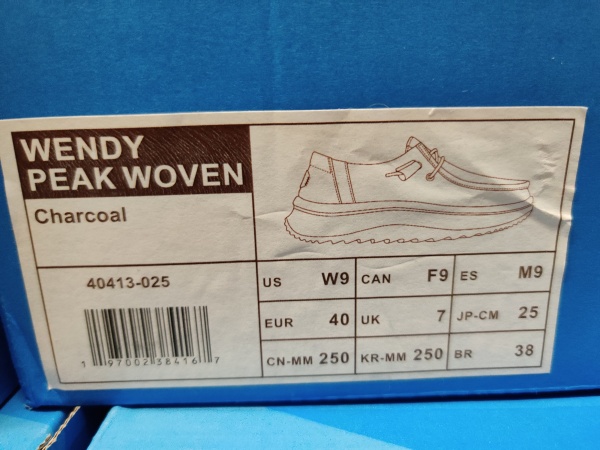 WENDY
PEAK WOVEN
Charcoal
40413-025
1 97002 38416 7
US W9 CAN F9 ES M9
EUR 40 UK 7 JP-CM 25
CN-MM 250 KR-MM 250 BR 38